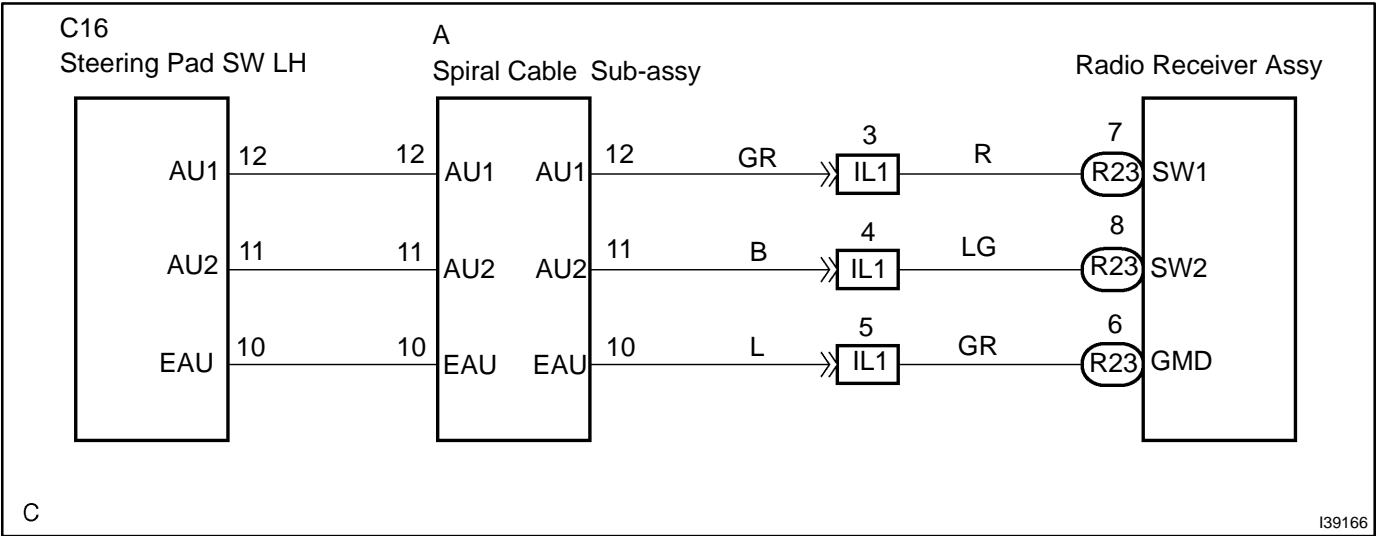 C16
Steering Pad SW LH
A
Spiral Cable Sub-assy
Radio Receiver Assy
AU1 12 12 AU1 AU1 12 GR 3 IL1 R 7 R23 SW1
AU2 11 11 AU2 AU2 11 B 4 IL1 LG 8 R23 SW2
EAU 10 10 EAU EAU 10 L 5 IL1 GR 6 R23 GMD
C
I39166